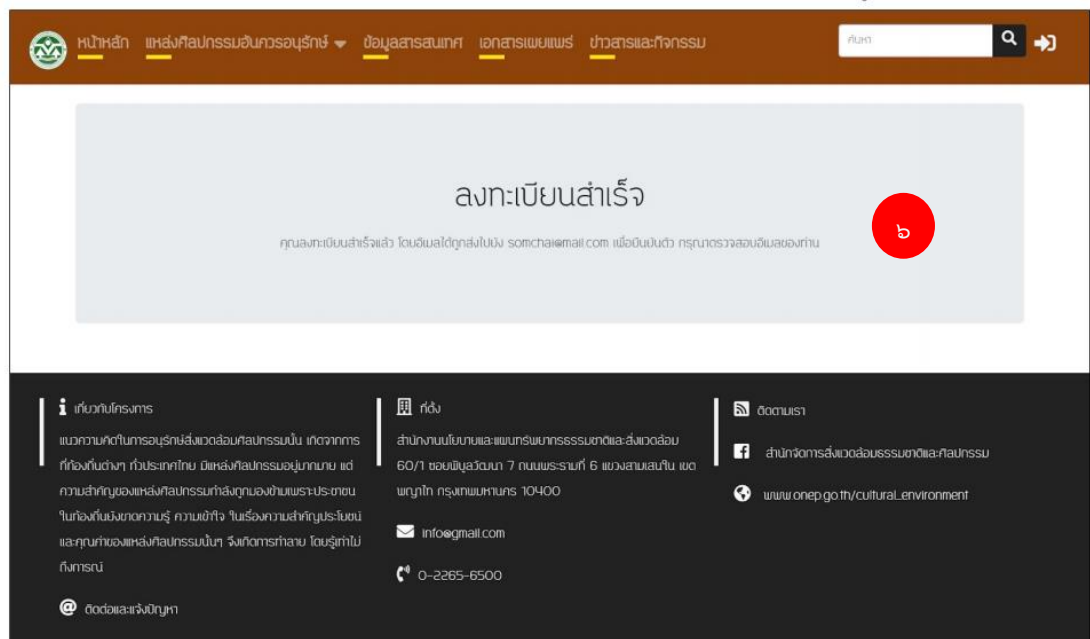 หน้าหลัก แหล่งศิลปกรรมอันควรอนุรักษ์ ข้อมูลสารสนเทศ เอกสารเผยแพร่ ข่าวสารและกิจกรรม
ค้นหา
ลงทะเบียนสำเร็จ
คุณลงทะเบียนสำเร็จแล้ว โดยอีเมลได้ถูกส่งไปยัง somchai@mail.com เพื่อยืนยันตัว กรุณาตรวจสอบอีเมลของท่าน
๖
เกี่ยวกับโครงการ
แนวความคิดในการอนุรักษ์สิ่งแวดล้อมศิลปกรรมนั้น เกิดจากการ
ที่ท้องถิ่นต่างๆ ทั่วประเทศไทย มีแหล่งศิลปกรรมอยู่มากมาย แต่
ความสำคัญของแหล่งศิลปกรรมกำลังถูกมองข้ามเพราะประชาชน
ในท้องถิ่นยังขาดความรู้ ความเข้าใจ ในเรื่องความสำคัญประโยชน์
และคุณค่าของแหล่งศิลปกรรมนั้นๆ จึงเกิดการทำลาย โดยรู้เท่าไม่
ถึงการณ์
ติดต่อและแจ้งปัญหา
ที่ตั้ง
สำนักงานนโยบายและแผนทรัพยากรธรรมชาติและสิ่งแวดล้อม
60/1 ซอยพิบูลวัฒนา 7 ถนนพระรามที่ 6 แขวงสามเสนใน เขต
พญาไท กรุงเทพมหานคร 10400
info@gmail.com
0-2265-6500
ติดตามเรา
สำนักจัดการสิ่งแวดล้อมธรรมชาติและศิลปกรรม
www.onep.go.th/cultural_environment